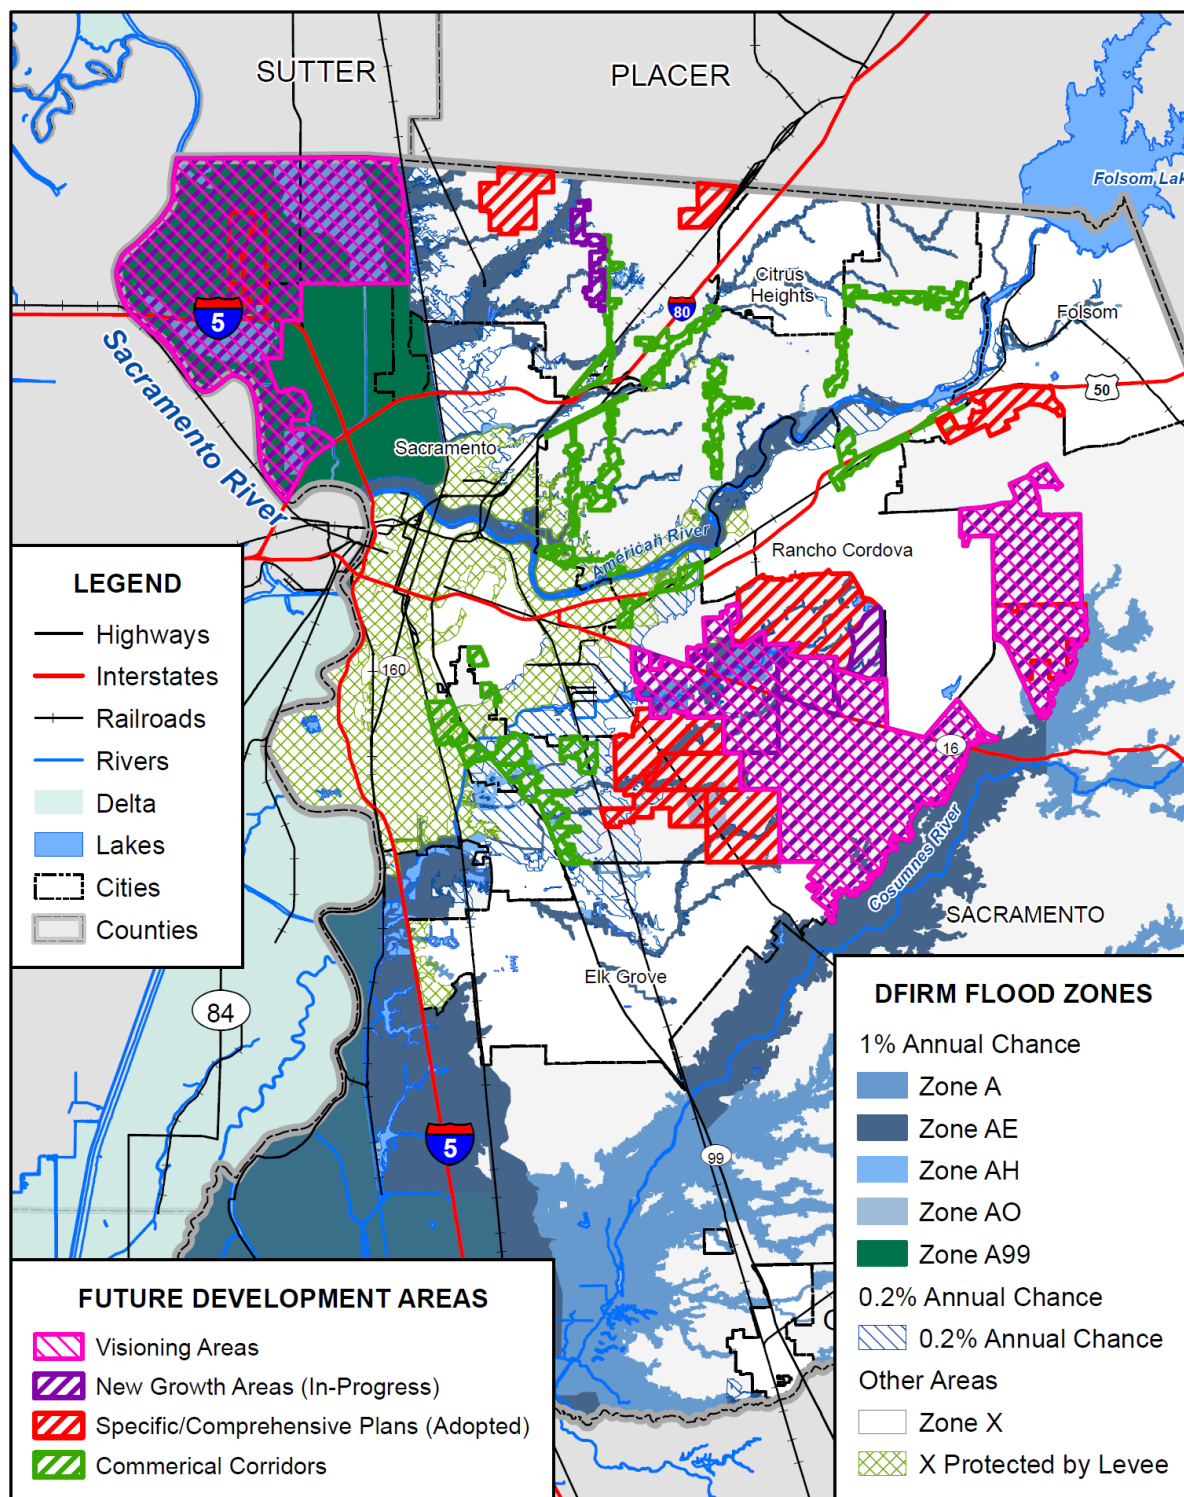 SUTTER
PLACER
Folsom Lak
Citrus
Heights
5
80
Folsom
50
Sacramento River
Sacramento
American River
Rancho Cordova
160
16
Cosumnes River
SACRAMENTO
Elk Grove
84
5
99
LEGEND
Highways
Interstates
Railroads
Rivers
Delta
Lakes
Cities
Counties
DFIRM FLOOD ZONES
1% Annual Chance
Zone A
Zone AE
Zone AH
Zone AO
Zone A99
0.2% Annual Chance
0.2% Annual Chance
Other Areas
Zone X
X Protected by Levee
FUTURE DEVELOPMENT AREAS
Visioning Areas
New Growth Areas (In-Progress)
Specific/Comprehensive Plans (Adopted)
Commerical Corridors